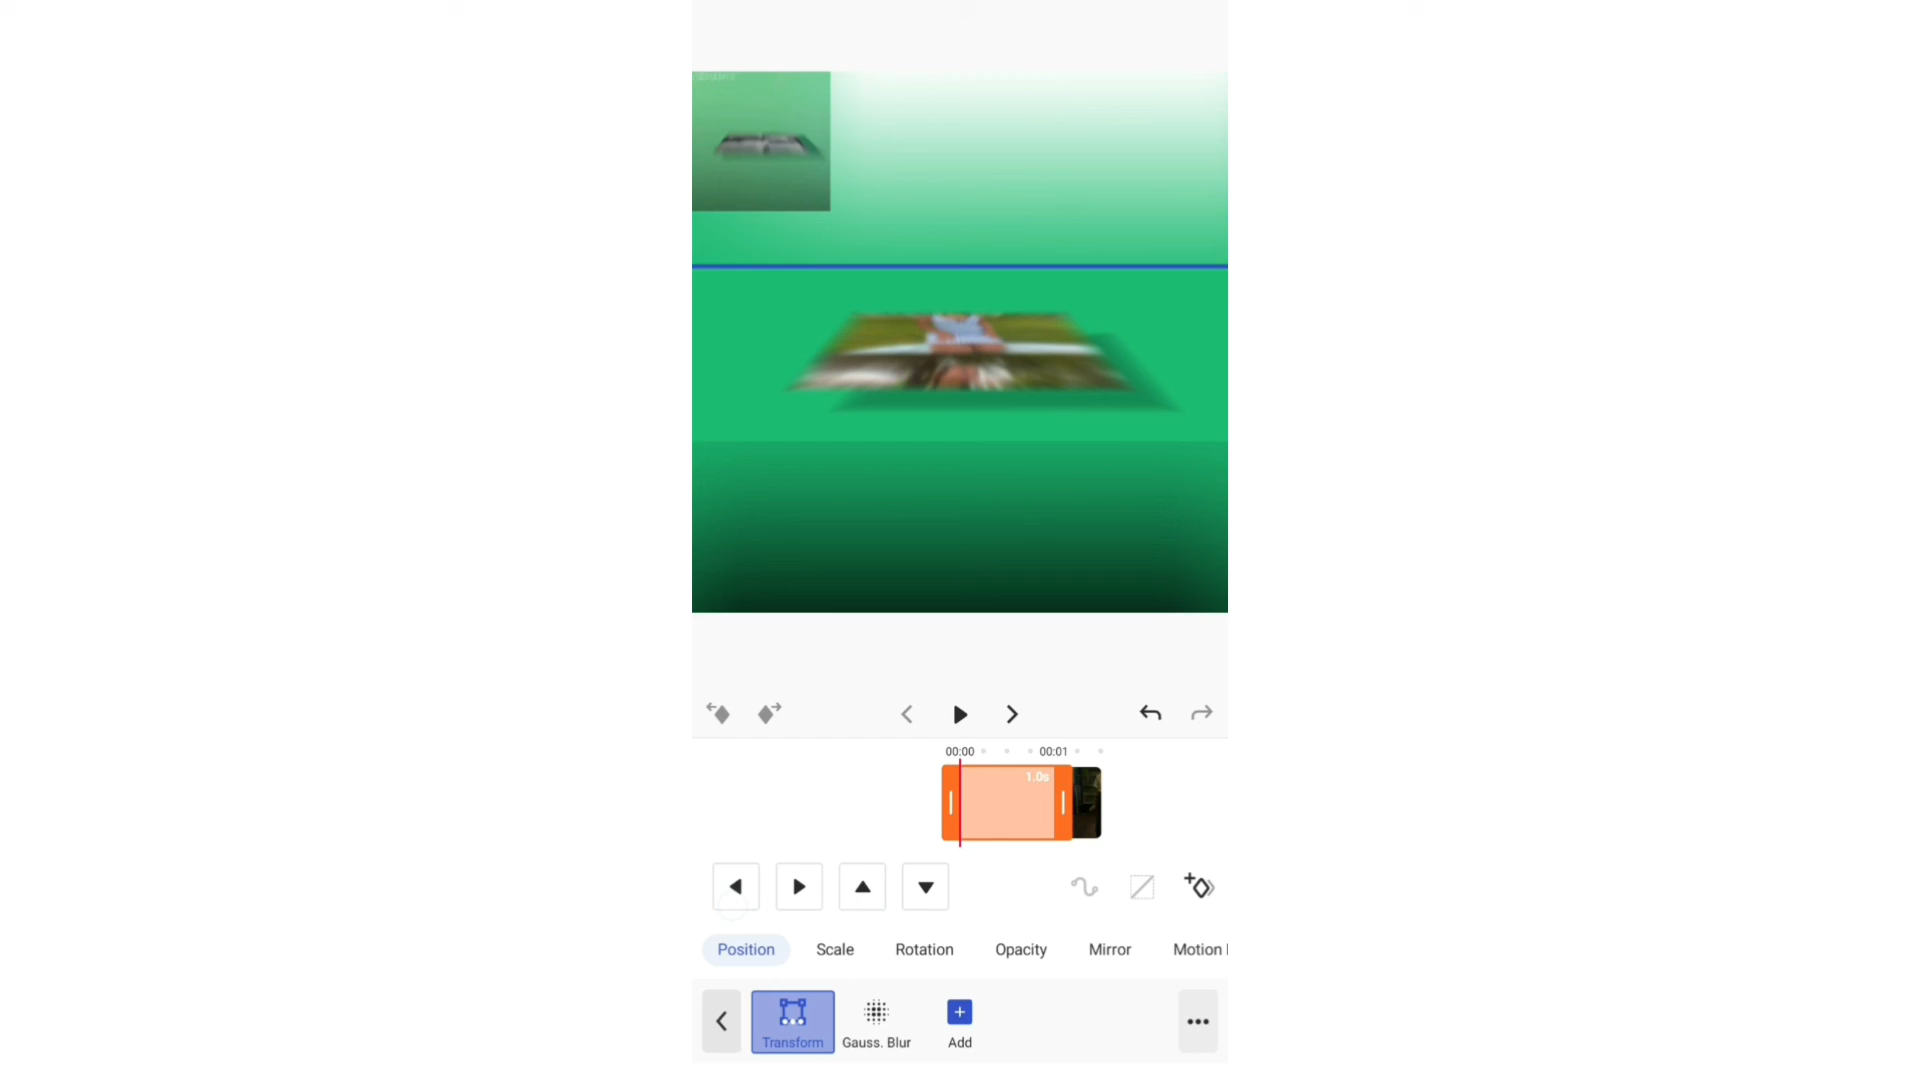 00:00
00:01
1.0s
Position
Scale
Rotation
Opacity
Mirror
Motion
Transform
Gauss. Blur
Add